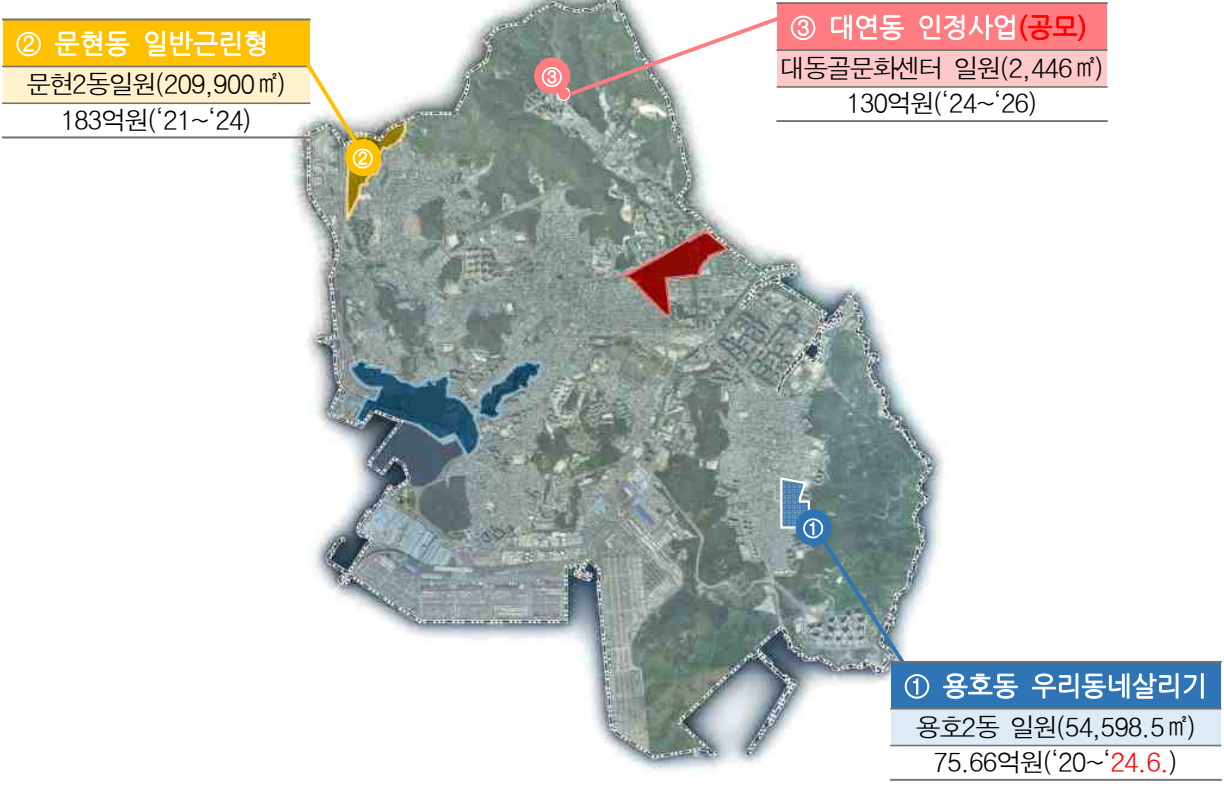 ② 문현동 일반근린형
문현2동일원(209,900㎡)
183억원(‘21~‘24)
③ 대연동 인정사업(공모)
대동골문화센터 일원(2,446㎡)
130억원(‘24~‘26)
③
②
①
① 용호동 우리동네살리기
용호2동 일원(54,598.5㎡)
75.66억원(‘20~‘24.6.)